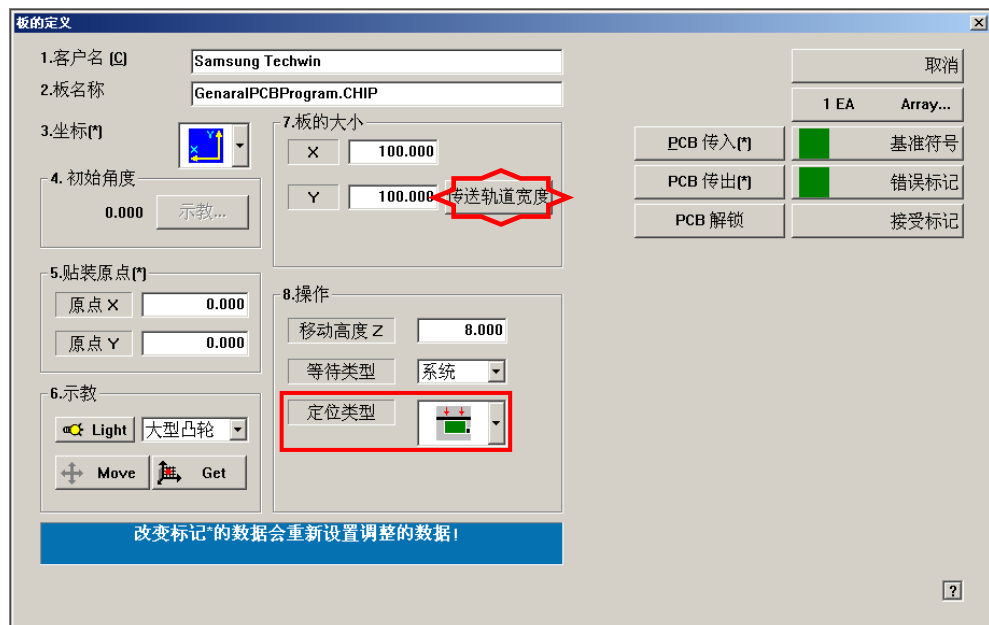 板的定义
1.客户名 (C) Samsung Techwin
取消
2.板名称 GenaralPCBProgram.CHIP
1 EA Array...
3.坐标(*)
X Y
7.板的大小
X 100.000
Y 100.000 传送轨道宽度
PCB 传入(*) 基准符号
PCB 传出(*) 错误标记
PCB 解锁 接受标记
4. 初始角度
0.000 示教...
5.贴装原点(*)
原点 X 0.000
原点 Y 0.000
8.操作
移动高度 Z 8.000
等待类型 系统
定位类型
6.示教
Light 大型凸轮
Move Get
改变标记*的数据会重新设置调整的数据!
?